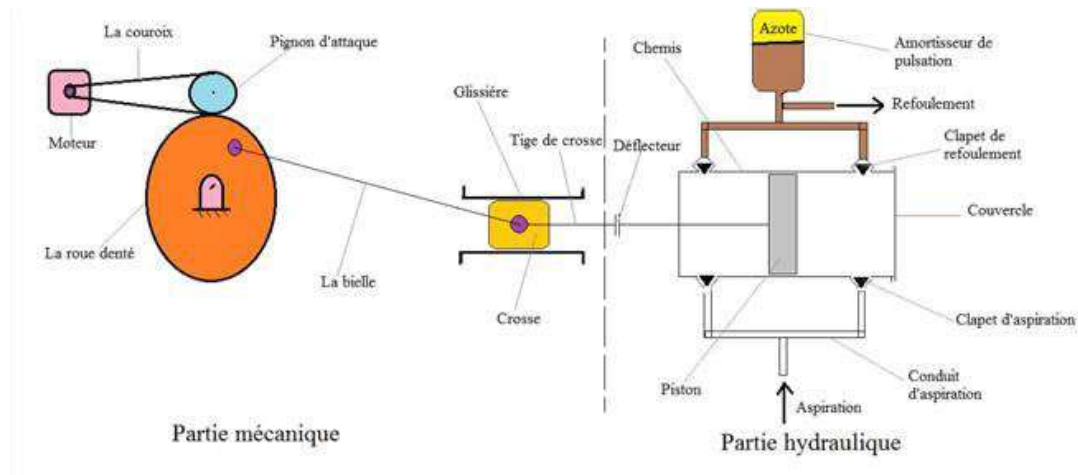 La couroix
Pignon d'attaque
Moteur
La roue denté
La bielle
Glissiére
Tige de crosse
Crosse
Déflecteur
Chemis
Azote
Amortisseur de
pulsation
Refoulement
Clapet de
refoulement
Couvercle
Clapet d'aspiration
Conduit
d'aspiration
Piston
Aspiration
Partie mécanique
Partie hydraulique